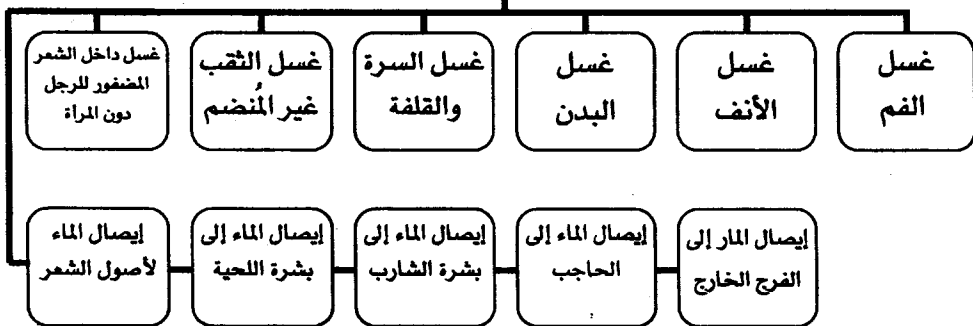 غسل
الفم
غسل
الأنف
غسل
البدن
غسل السرة
والقلفة
غسل الثقب
غير المُنضم
غسل داخل الشعر
المضفور للرجل
دون المرأة
إيصال المار إلى
الفرج الخارج
إيصال الماء إلى
الحاجب
إيصال الماء إلى
بشرة الشارب
إيصال الماء إلى
بشرة اللحية
إيصال الماء
لأصول الشعر